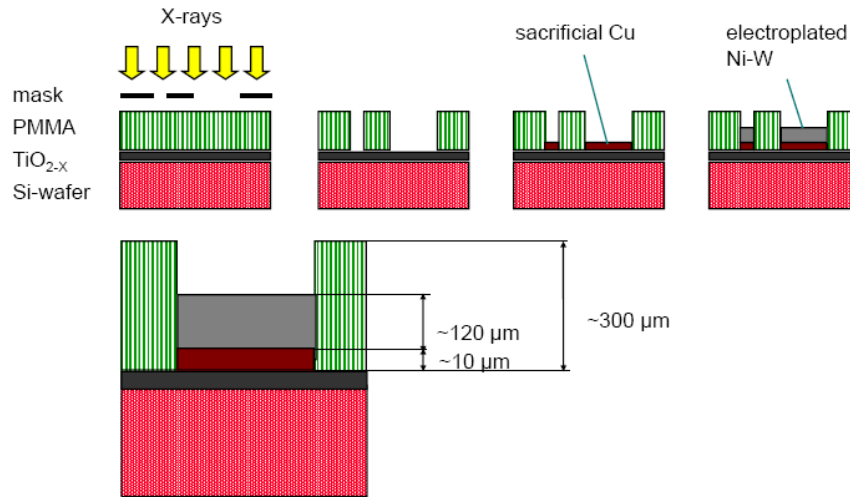 X-rays
mask
PMMA
TiO2-X
Si-wafer
sacrificial Cu
electroplated
Ni-W
~120 µm
~10 µm
~300 µm